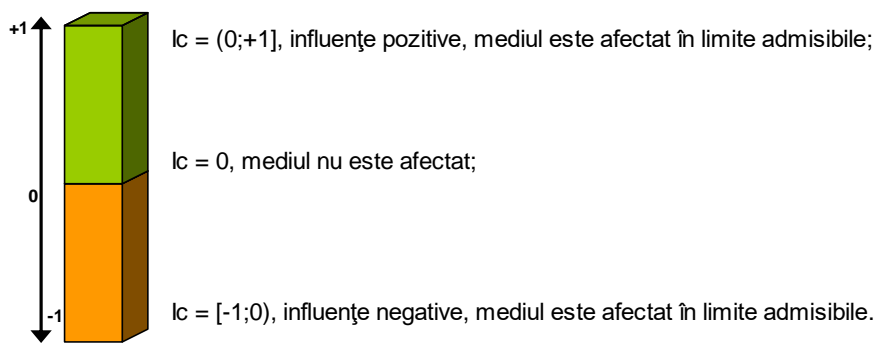 +1
Ic = (0;+1], influenţe pozitive, mediul este afectat în limite admisibile;
Ic = 0, mediul nu este afectat;
0
-1
Ic = [-1;0), influenţe negative, mediul este afectat în limite admisibile.